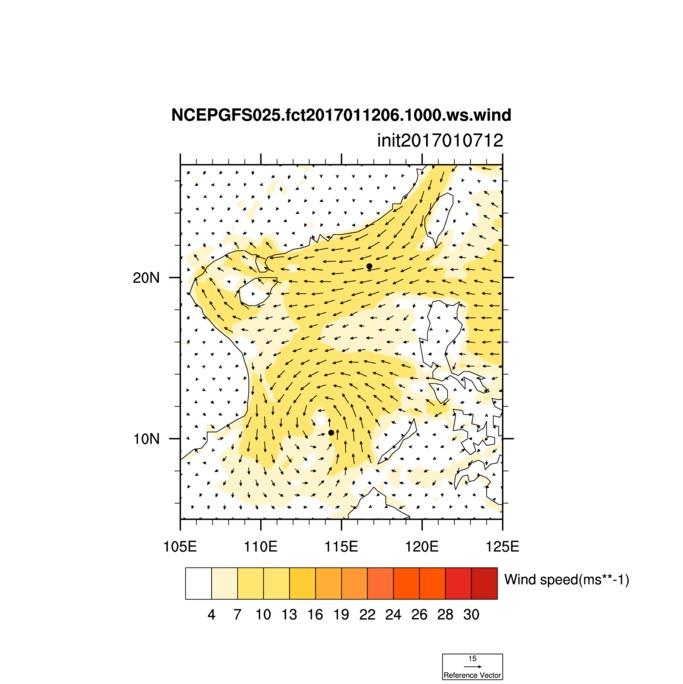 NCEPGFS025.fct2017011206.1000.ws.wind
init2017010712
20N
10N
105E 110E 115E 120E 125E
Wind speed(ms**-1)
4 7 10 13 16 19 22 24 26 28 30
15
Reference Vector